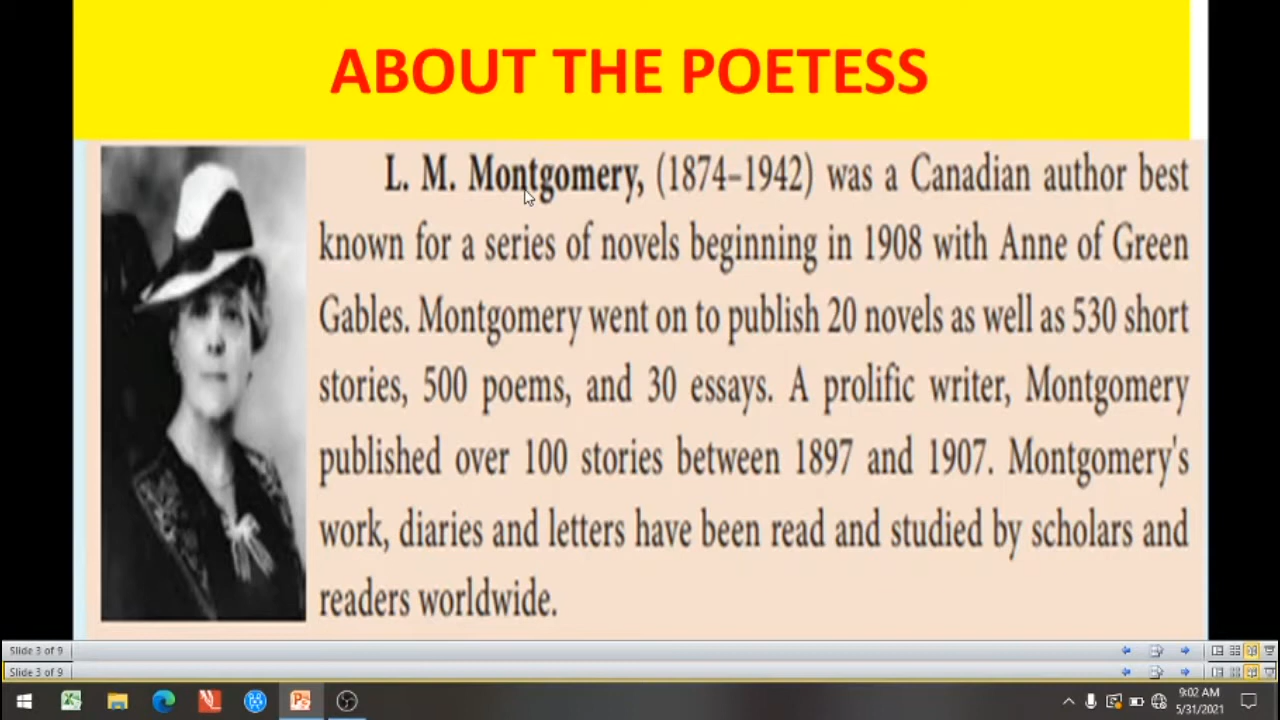 ABOUT THE POETESS
L. M. Montgomery, (1874–1942) was a Canadian author best
known for a series of novels beginning in 1908 with Anne of Green
Gables. Montgomery went on to publish 20 novels as well as 530 short
stories, 500 poems, and 30 essays. A prolific writer, Montgomery
published over 100 stories between 1897 and 1907. Montgomery's
work, diaries and letters have been read and studied by scholars and
readers worldwide.
Slide 3 of 9
Slide 3 of 9
9:02 AM
5/31/2021